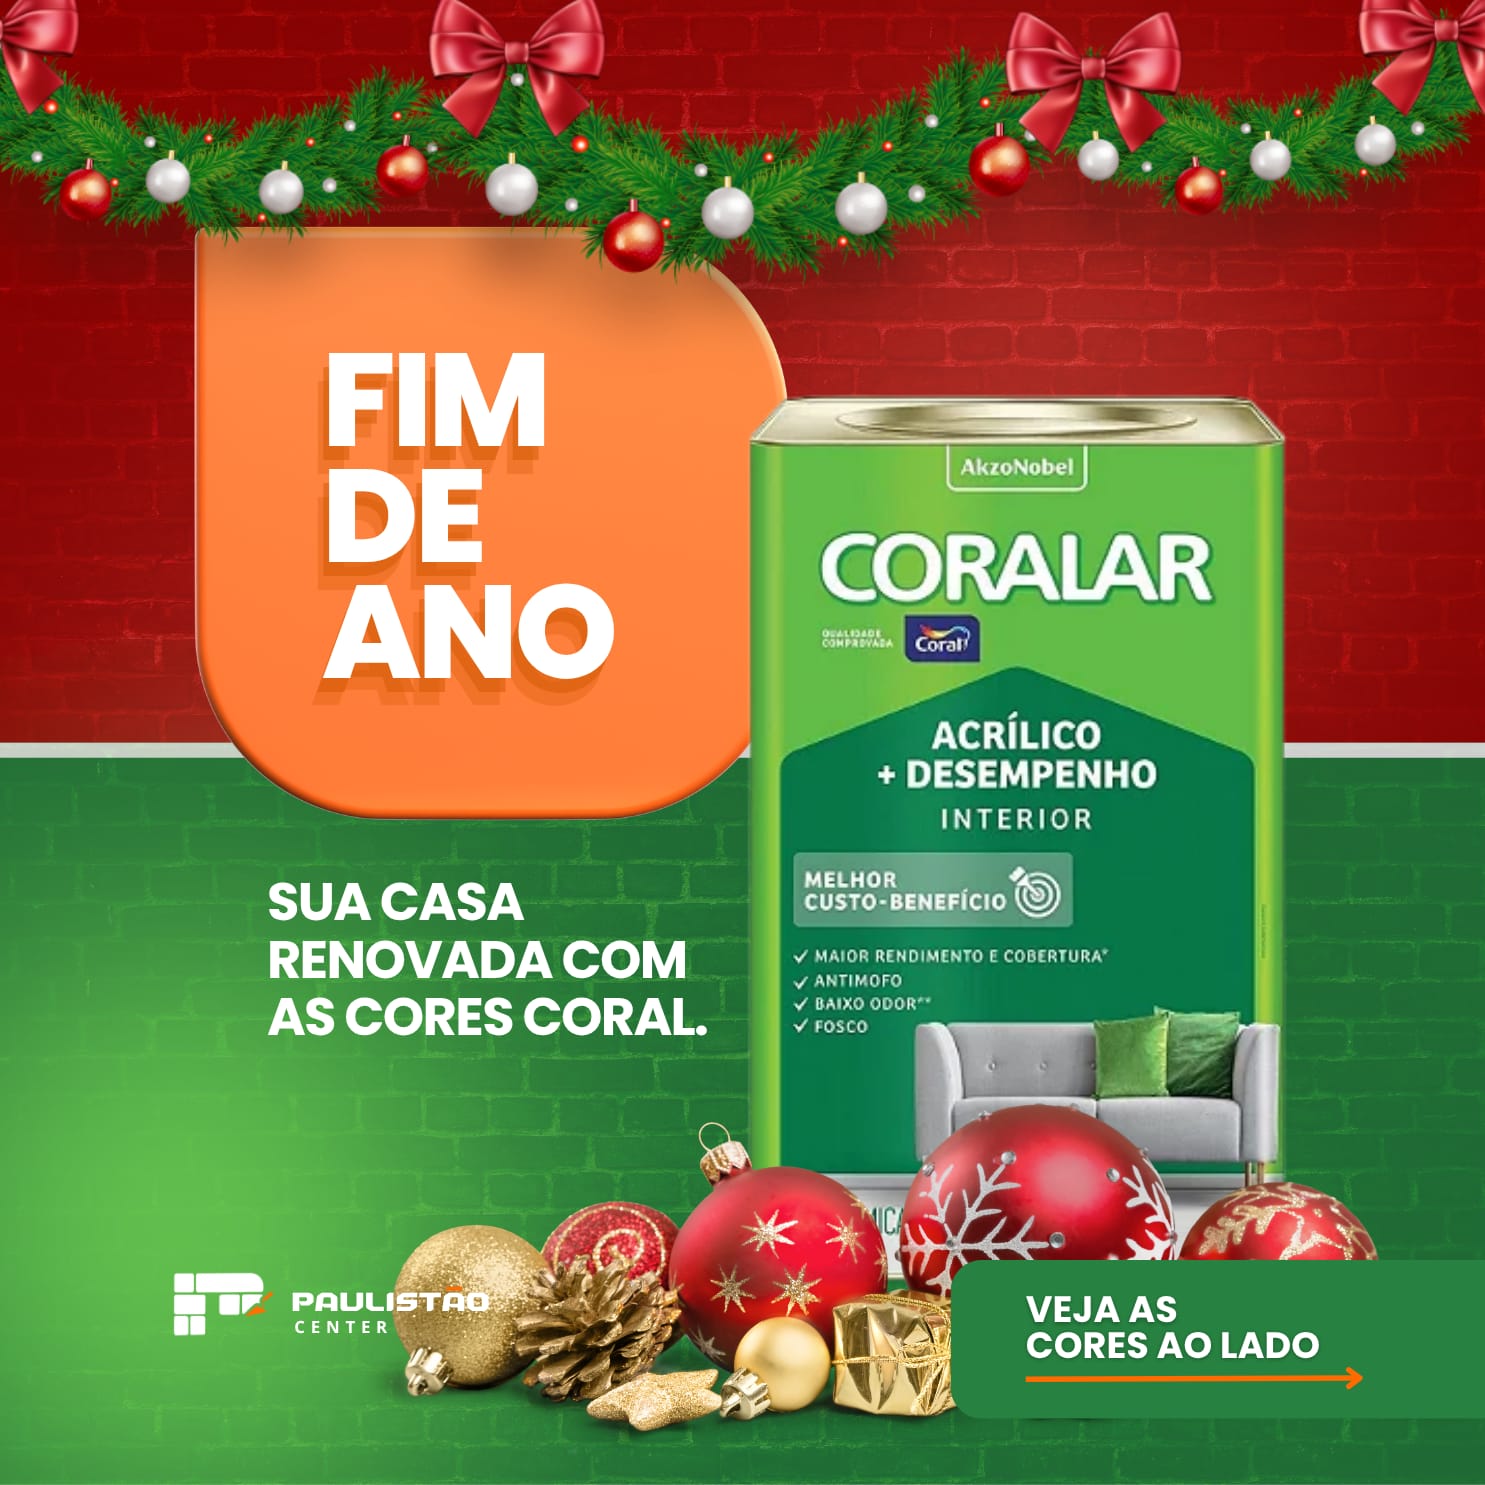 FIM
DE
ANO
SUA CASA
RENOVADA COM
AS CORES CORAL.
AkzoNobel
CORALAR
QUALIDADE
COMPROVADA
Coral
ACRÍLICO
+ DESEMPENHO
INTERIOR
MELHOR
CUSTO-BENEFÍCIO
MAIOR RENDIMENTO E COBERTURA*
ANTIMOFO
BAIXO ODOR**
FOSCO
PAULISTÃO
CENTER
VEJA AS
CORES AO LADO